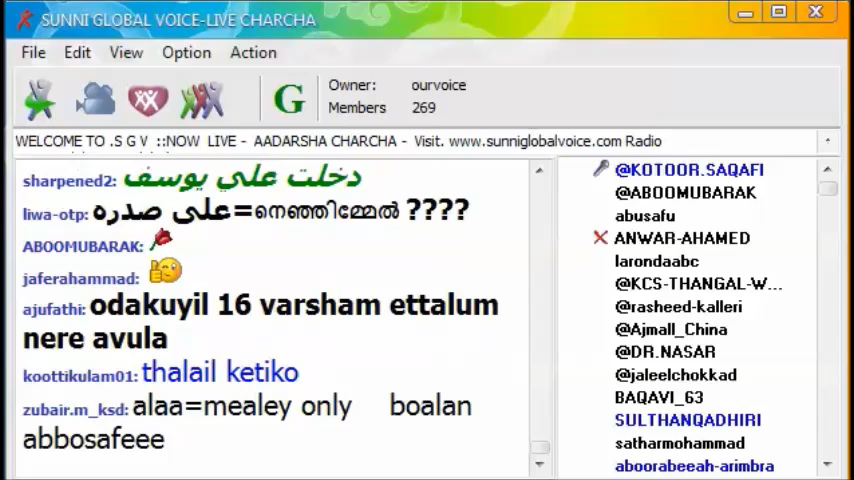 SUNNI GLOBAL VOICE-LIVE CHARCHA
File Edit View Option Action
G
Owner: ourvoice
Members 269
WELCOME TO .S G V ::NOW LIVE - AADARSHA CHARCHA - Visit. www.sunniglobalvoice.com Radio
sharpened2: دخلت علي يوسف
liwa-otp: على صدره=നെഞ്ഞിമ്മേൽ ????
ABOOMUBARAK:
jaferahammad:
ajufathi: odakuyil 16 varsham ettalum
nere avula
koottikulam01: thalail ketiko
zubair.m_ksd: alaa=mealey only boalan
abbosafeee
@KOTOOR.SAQAFI
@ABOOMUBARAK
abusafu
ANWAR-AHAMED
larondaabc
@KCS-THANGAL-W...
@rasheed-kalleri
@Ajmall_China
@DR.NASAR
@jaleelchokkad
BAQAVI_63
SULTHANQADHIRI
satharmohammad
aboorabeeah-arimbra